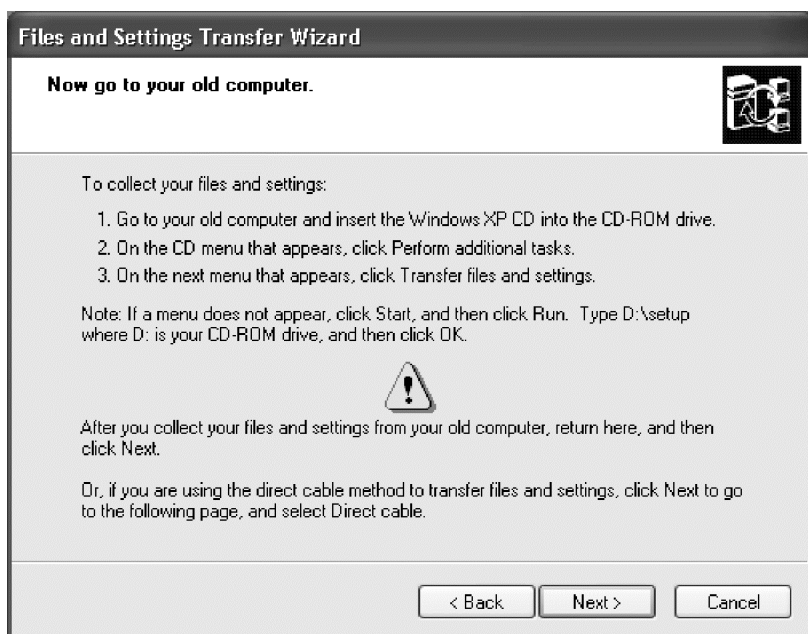 Files and Settings Transfer Wizard
Now go to your old computer.
To collect your files and settings:
1. Go to your old computer and insert the Windows XP CD into the CD-ROM drive.
2. On the CD menu that appears, click Perform additional tasks.
3. On the next menu that appears, click Transfer files and settings.
Note: If a menu does not appear, click Start, and then click Run. Type D:\setup
where D: is your CD-ROM drive, and then click OK.
After you collect your files and settings from your old computer, return here, and then
click Next.
Or, if you are using the direct cable method to transfer files and settings, click Next to go
to the following page, and select Direct cable.
< Back Next > Cancel